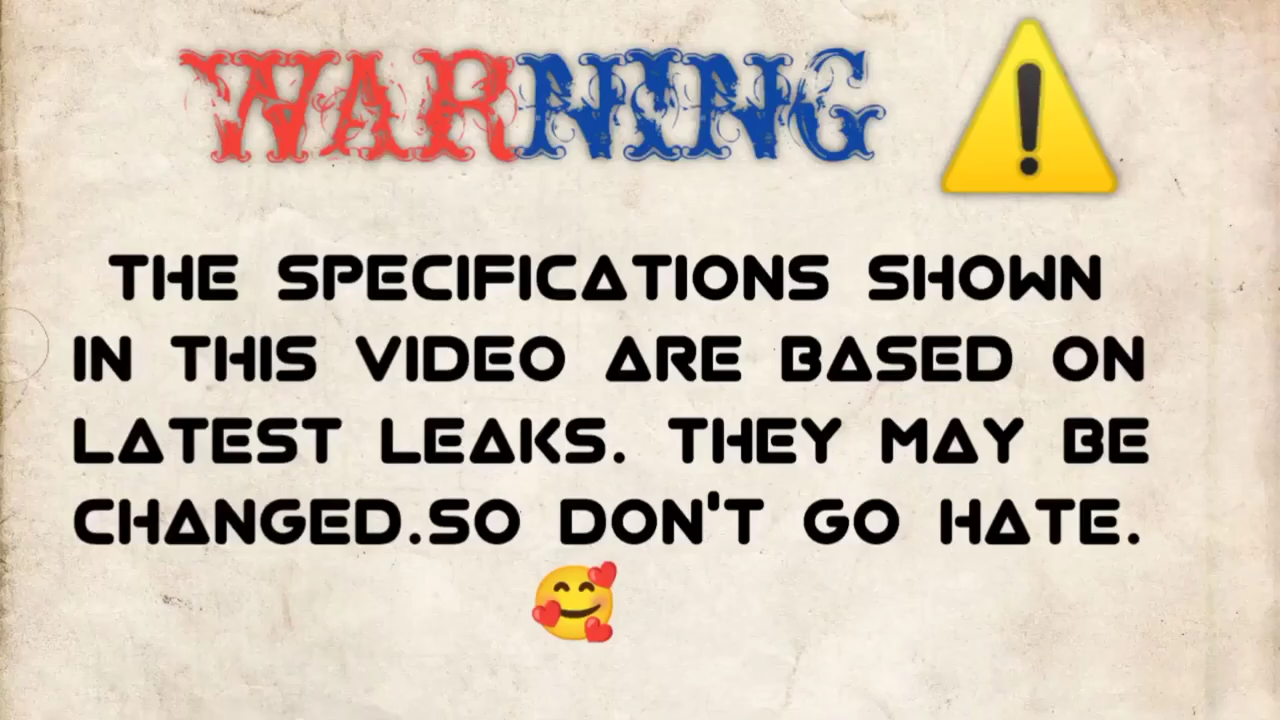 WARNING ⚠️
THE SPECIFICATIONS SHOWN
IN THIS VIDEO ARE BASED ON
LATEST LEAKS. THEY MAY BE
CHANGED.SO DON'T GO HATE.
🥰